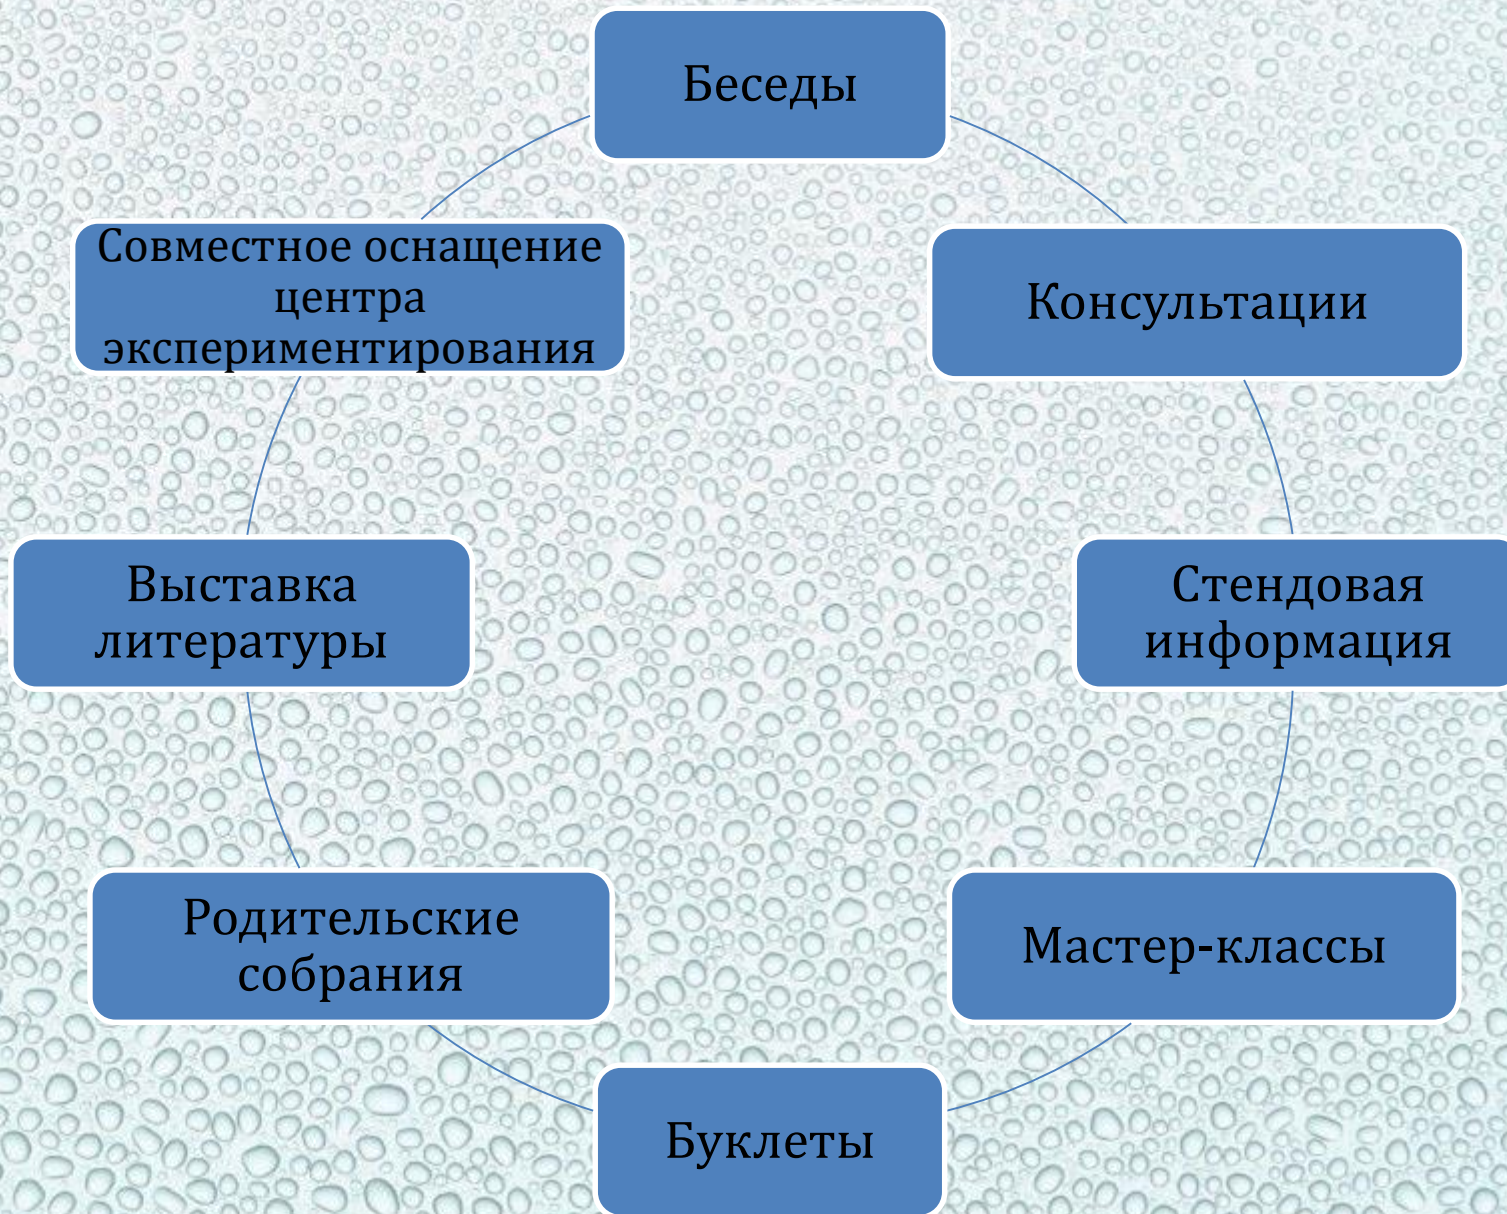 Беседы
Консультации
Стендовая
информация
Мастер-классы
Буклеты
Родительские
собрания
Выставка
литературы
Совместное оснащение
центра
экспериментирования